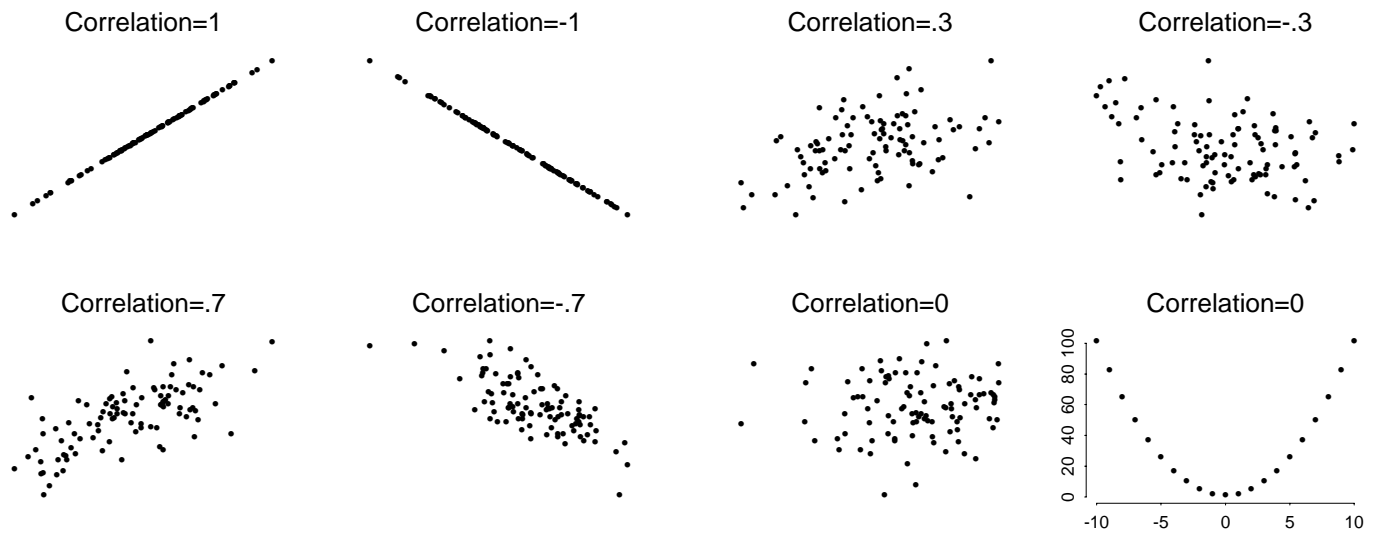 Correlation=1
Correlation=-1
Correlation=.3
Correlation=-.3
Correlation=.7
Correlation=-.7
Correlation=0
Correlation=0
100
80
60
40
20
0
-10 -5 0 5 10